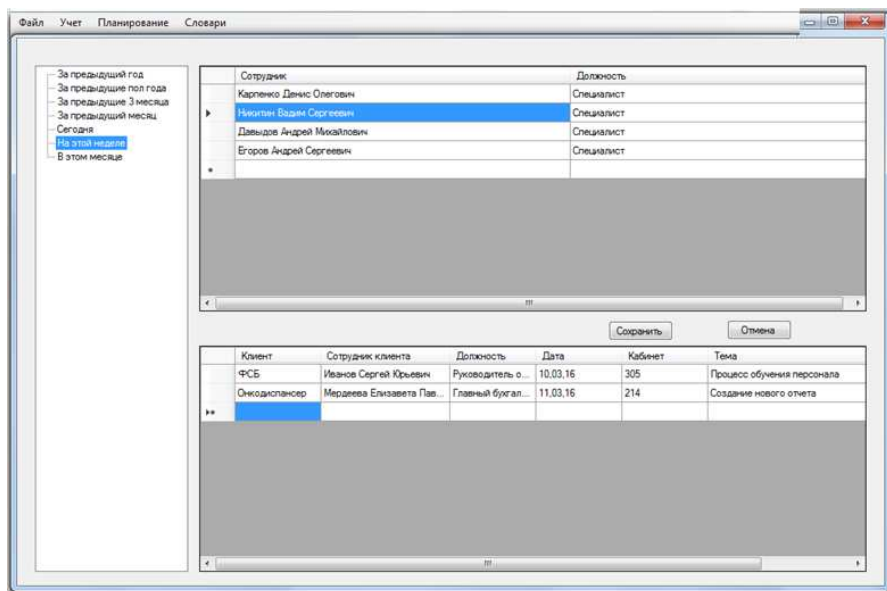 Файл Учет Планирование Словари
За предыдущий год
За предыдущие пол года
За предыдущие 3 месяца
За предыдущий месяц
Сегодня
На этой неделе
В этом месяце
Сотрудник Должность
Карпенко Денис Олегович Специалист
Никитин Вадим Сергеевич Специалист
Давыдов Андрей Михайлович Специалист
Егоров Андрей Сергеевич Специалист
Сохранить Отмена
Клиент Сотрудник клиента Должность Дата Кабинет Тема
ФСБ Иванов Сергей Юрьевич Руководитель о... 10,03,16 305 Процесс обучения персонала
Онкодиспансер Мердеева Елизавета Пав... Главный бухгал... 11,03,16 214 Создание нового отчета